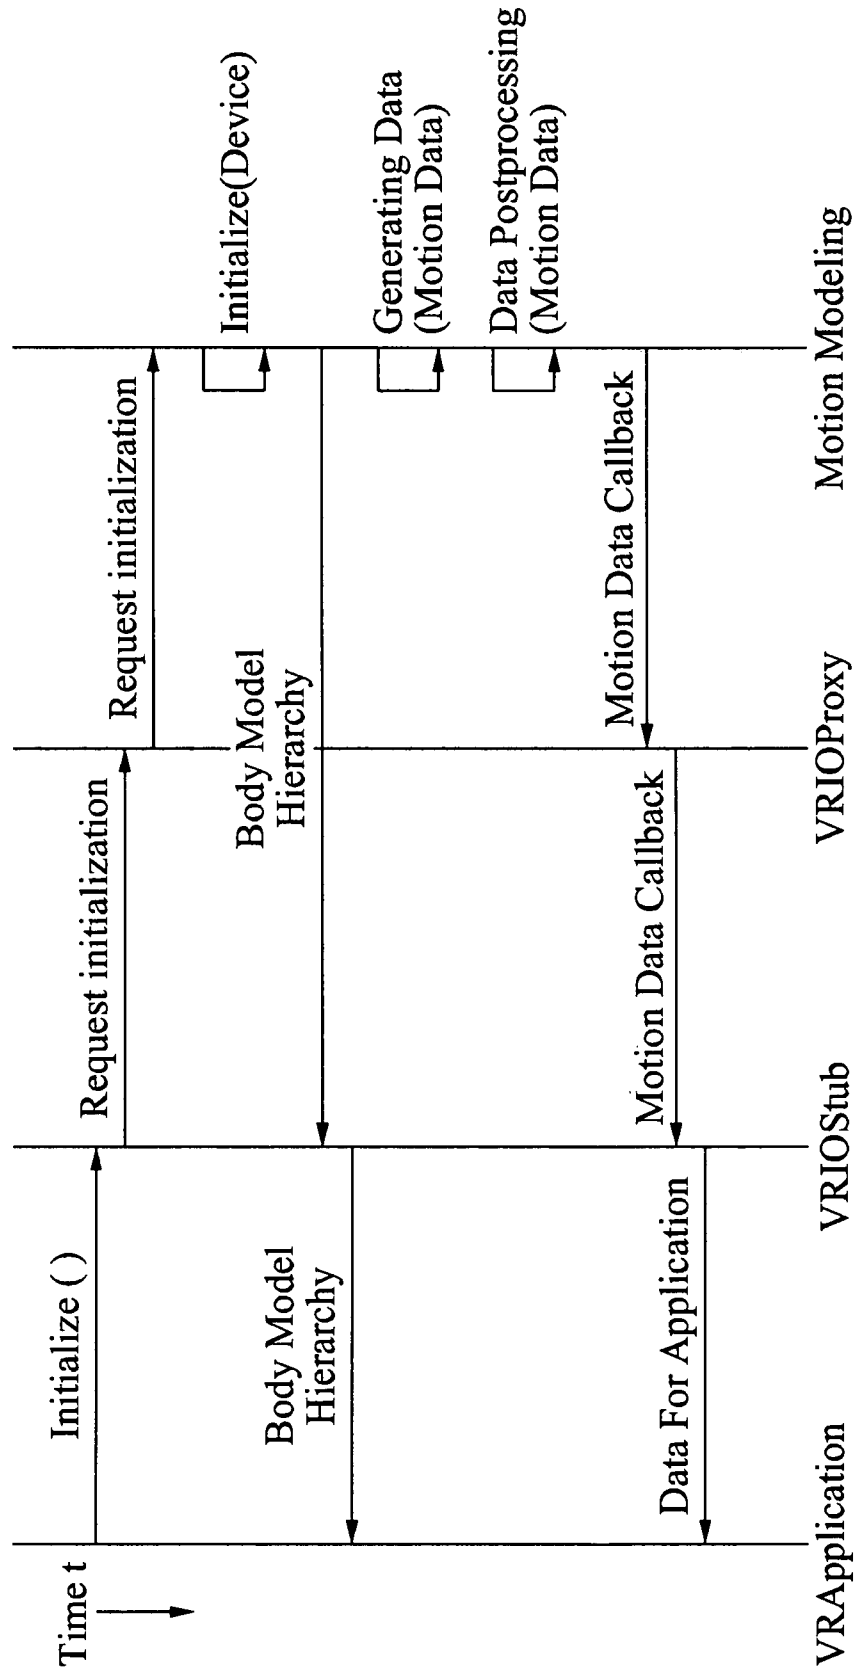 Time t
Initialize ( )
Request initialization
Request initialization
Initialize(Device)
Body Model
Hierarchy
Body Model
Hierarchy
Generating Data
(Motion Data)
Data Postprocessing
(Motion Data)
Motion Data Callback
Motion Data Callback
Data For Application
VRApplication
VRIOStub
VRIOProxy
Motion Modeling